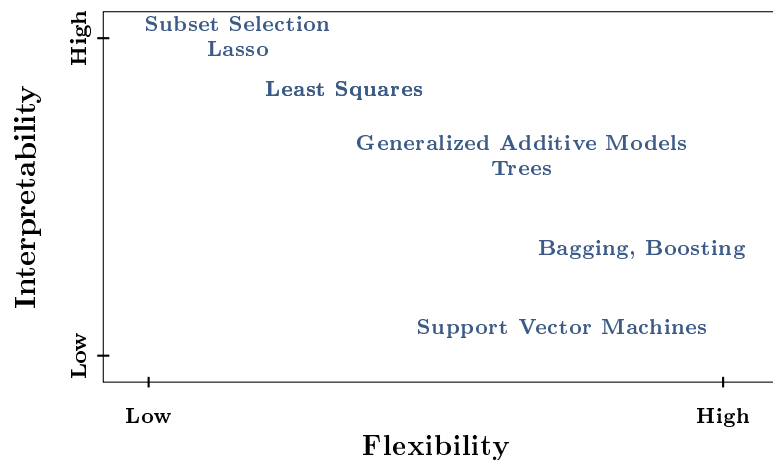 High
Interpretability
Low
Subset Selection
Lasso
Least Squares
Generalized Additive Models
Trees
Bagging, Boosting
Support Vector Machines
Low
High
Flexibility